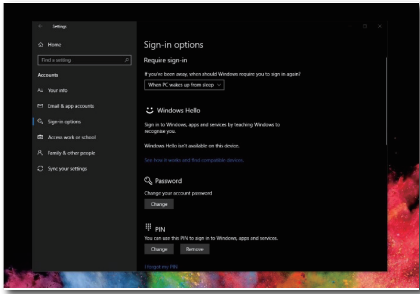 Settings
Home
Find a setting
Accounts
Your info
Email & app accounts
Sign-in options
Access work or school
Family & other people
Sync your settings
Sign-in options
Require sign-in
If you've been away, when should Windows require you to sign in again?
When PC wakes up from sleep
Windows Hello
Sign in to Windows, apps and services by teaching Windows to
recognise you.
Windows Hello isn't available on this device.
See how it works and find compatible devices.
Password
Change your account password
Change
PIN
You can use this PIN to sign in to Windows, apps and services.
Change Remove
I forgot my PIN